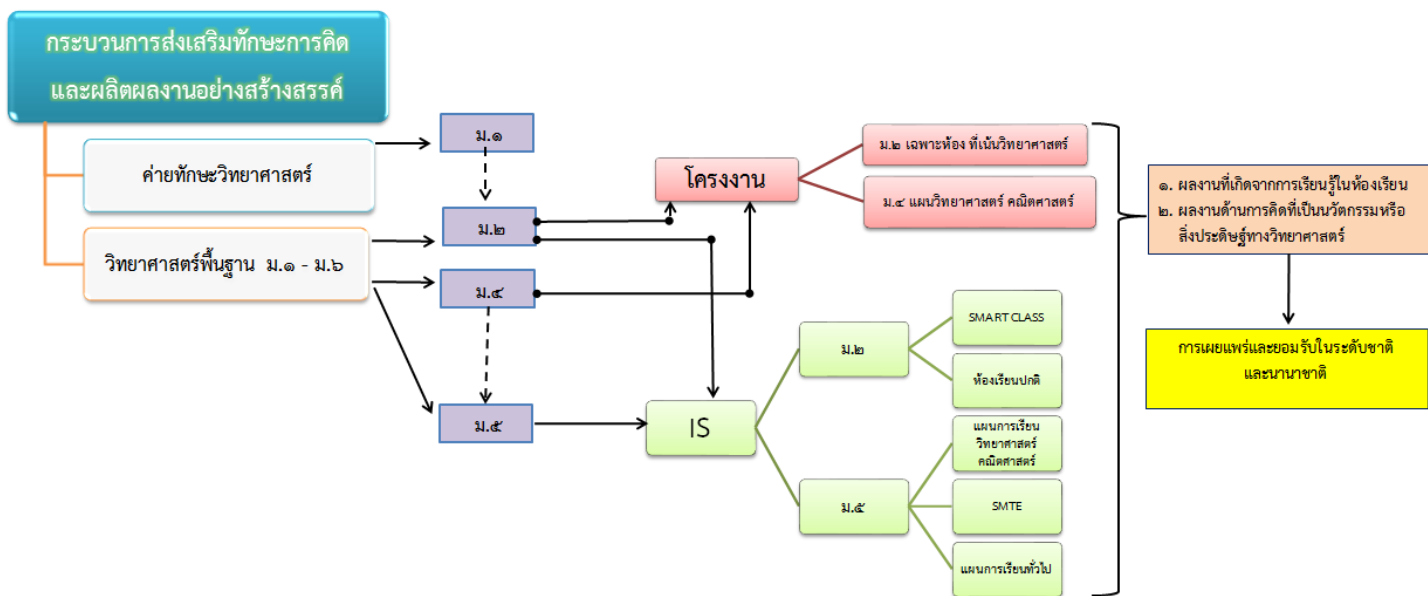 กระบวนการส่งเสริมทักษะการคิด
และผลิตผลงานอย่างสร้างสรรค์
ค่ายทักษะวิทยาศาสตร์
วิทยาศาสตร์พื้นฐาน ม.๑ - ม.๖
ม.๑
ม.๒
ม.๔
ม.๕
โครงงาน
ม.๒ เฉพาะห้อง ที่เน้นวิทยาศาสตร์
ม.๔ แผนวิทยาศาสตร์ คณิตศาสตร์
IS
ม.๒
SMART CLASS
ห้องเรียนปกติ
ม.๕
แผนการเรียน
วิทยาศาสตร์
คณิตศาสตร์
SMTE
แผนการเรียนทั่วไป
๑. ผลงานที่เกิดจากการเรียนรู้ในห้องเรียน
๒. ผลงานด้านการคิดที่เป็นนวัตกรรมหรือ
สิ่งประดิษฐ์ทางวิทยาศาสตร์
การเผยแพร่และยอมรับในระดับชาติ
และนานาชาติ